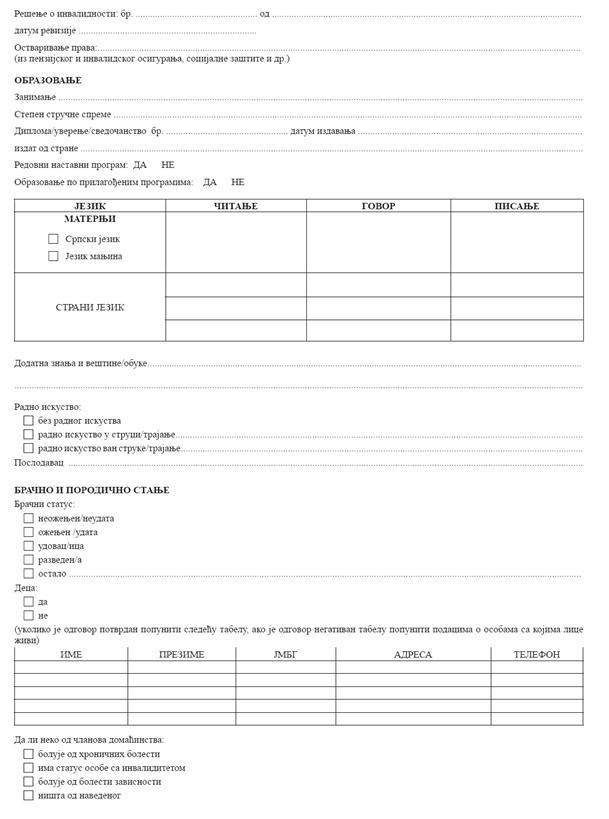 Решење о инвалидности: бр. ................................................... од ...................................................................................................................................
датум ревизије ...........................................................................
Остваривање права:............................................................................................................................................................................................................
(из пензијског и инвалидског осигурања, социјалне заштите и др.)
ОБРАЗОВАЊЕ
Занимање ...........................................................................................................................................................................................................................
Степен стручне спреме ....................................................................................................................................................................................................
Диплома/уверење/сведочанство бр. ................................................... датум издавања ..............................................................................................
издат од стране ..................................................................................................................................................................................................................
Редовни наставни програм: ДА НЕ
Образовање по прилагођеним програмима: ДА НЕ
ЈЕЗИК ЧИТАЊЕ ГОВОР ПИСАЊЕ
МАТЕРЊИ
☐ Српски језик
☐ Језик мањина
СТРАНИ ЈЕЗИК
Додатна знања и вештине/обуке.......................................................................................................................................................................................
..............................................................................................................................................................................................................................................
Радно искуство:
☐ без радног искуства
☐ радно искуство у струци/трајање...........................................................................................................................................................................
☐ радно искуство ван струке/трајање.........................................................................................................................................................................
Послодавац .......................................................................................................................................................................................................................
БРАЧНО И ПОРОДИЧНО СТАЊЕ
Брачни статус:
☐ неожењен/неудата
☐ ожењен /удата
☐ удовац/ица
☐ разведен/а
☐ остало ......................................................................................................................................................................................................................
Деца:
☐ да
☐ не
(уколико је одговор потврдан попунити следећу табелу, ако је одговор негативан табелу попунити подацима о особама са којима лице
живи)
ИМЕ ПРЕЗИМЕ ЈМБГ АДРЕСА ТЕЛЕФОН
Да ли неко од чланова домаћинства:
☐ болује од хроничних болести
☐ има статус особе са инвалидитетом
☐ болује од болести зависности
☐ ништа од наведеног